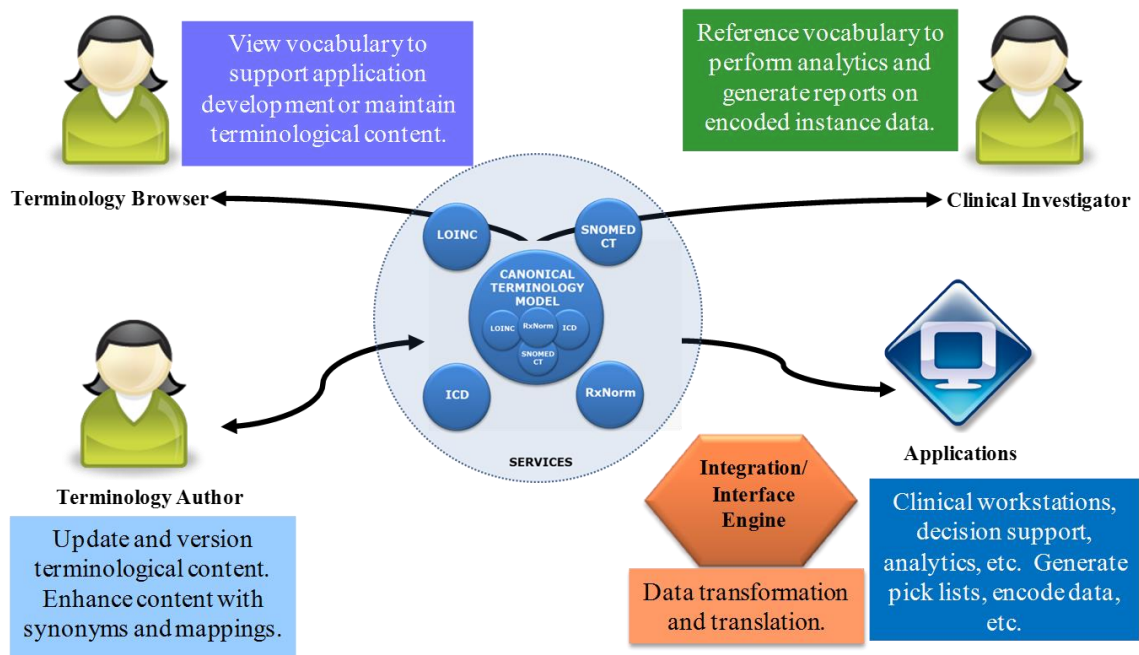 View vocabulary to
support application
development or maintain
terminological content.
Reference vocabulary to
perform analytics and
generate reports on
encoded instance data.
Terminology Browser
Clinical Investigator
LOINC
SNOMED
CT
CANONICAL
TERMINOLOGY
MODEL
LOINC
RxNorm
ICD
SNOMED
CT
ICD
RxNorm
SERVICES
Terminology Author
Update and version
terminological content.
Enhance content with
synonyms and mappings.
Integration/
Interface
Engine
Data transformation
and translation.
Applications
Clinical workstations,
decision support,
analytics, etc.  Generate
pick lists, encode data,
etc.